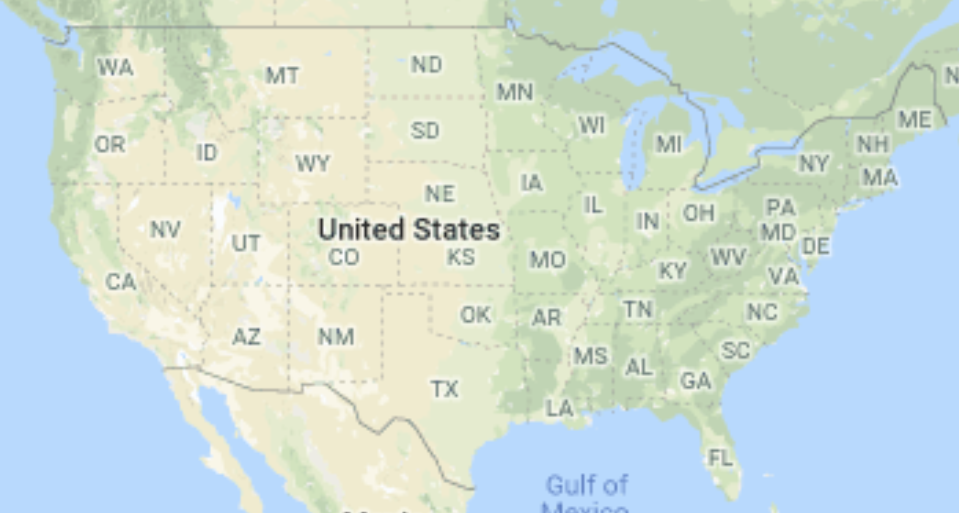 WA
MT
ND
MN
ME
OR
ID
WY
SD
WI
MI
NH
NY
MA
NE
IA
IL
IN
OH
PA
NV
UT
United States
CO
KS
MO
KY
WV
MD
DE
VA
CA
AZ
NM
OK
AR
TN
NC
MS
AL
SC
GA
TX
LA
FL
Gulf of
Mexico